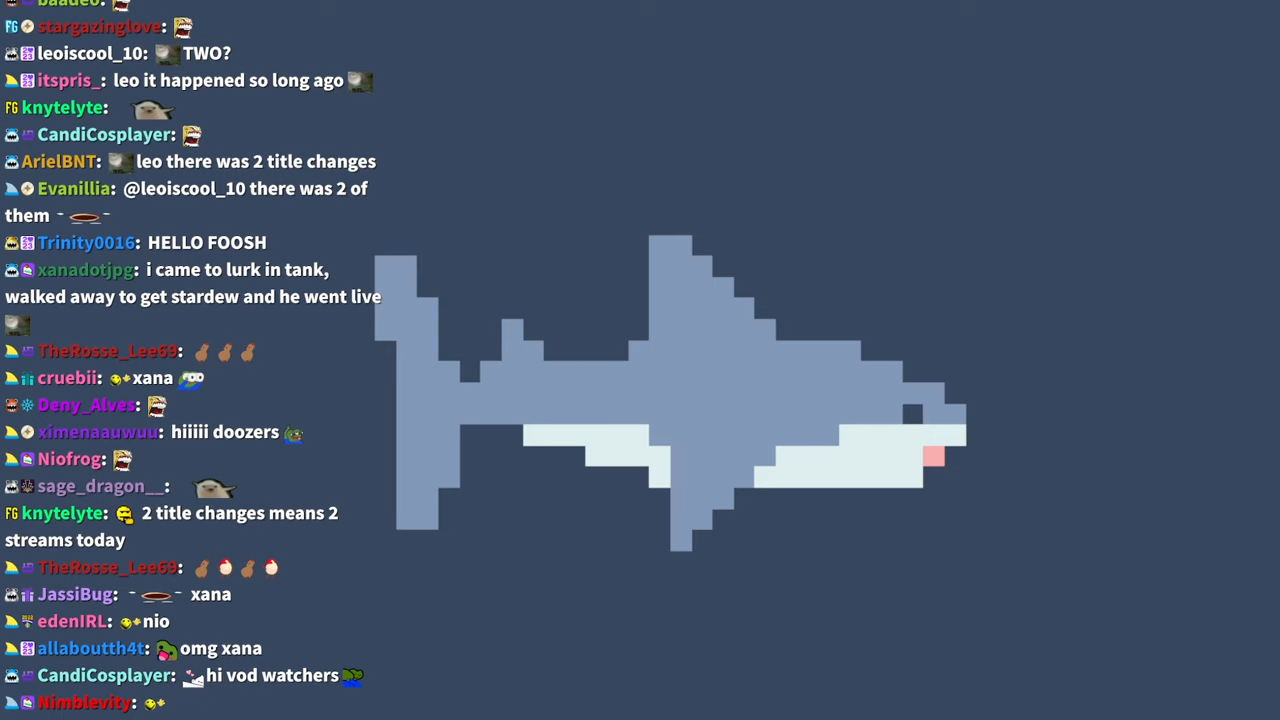 baadeo:
FG stargazinglove:
leoiscool_10: TWO?
itspris_: leo it happened so long ago
FG knytelyte:
CandiCosplayer:
ArielBNT: leo there was 2 title changes
Evanillia: @leoiscool_10 there was 2 of
them
Trinity0016: HELLO FOOSH
xanadotjpg: i came to lurk in tank,
walked away to get stardew and he went live
TheRosse_Lee69:
cruebii: xana
Deny_Alves:
ximenaauwuu: hiiiii doozers
Niofrog:
sage_dragon__:
FG knytelyte: 2 title changes means 2
streams today
TheRosse_Lee69:
JassiBug: xana
edenIRL: nio
allaboutth4t: omg xana
CandiCosplayer: hi vod watchers
Nimblevity: